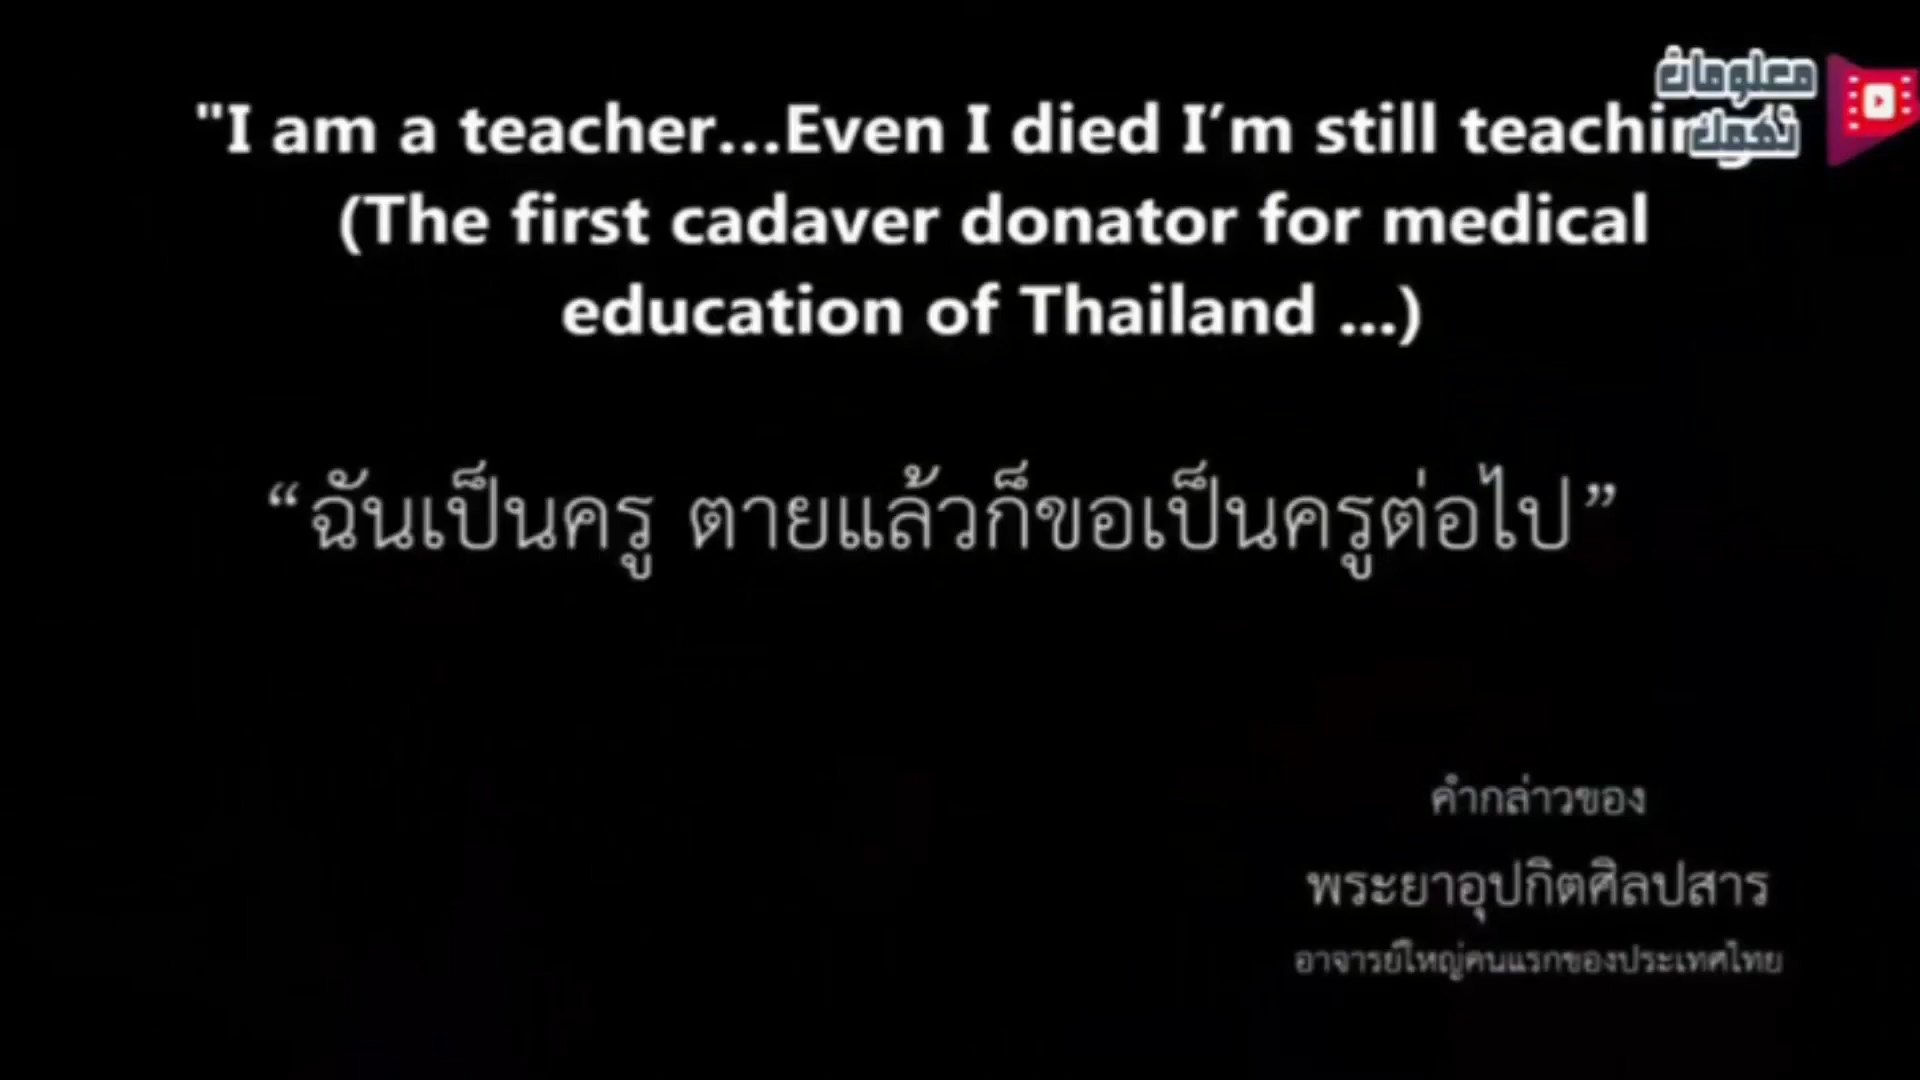 معلومات
تهمك
"I am a teacher...Even I died I’m still teaching
(The first cadaver donator for medical
education of Thailand ...)
“ฉันเป็นครู ตายแล้วก็ขอเป็นครูต่อไป”
คำกล่าวของ
พระยาอุปกิตศิลปสาร
อาจารย์ใหญ่คนแรกของประเทศไทย